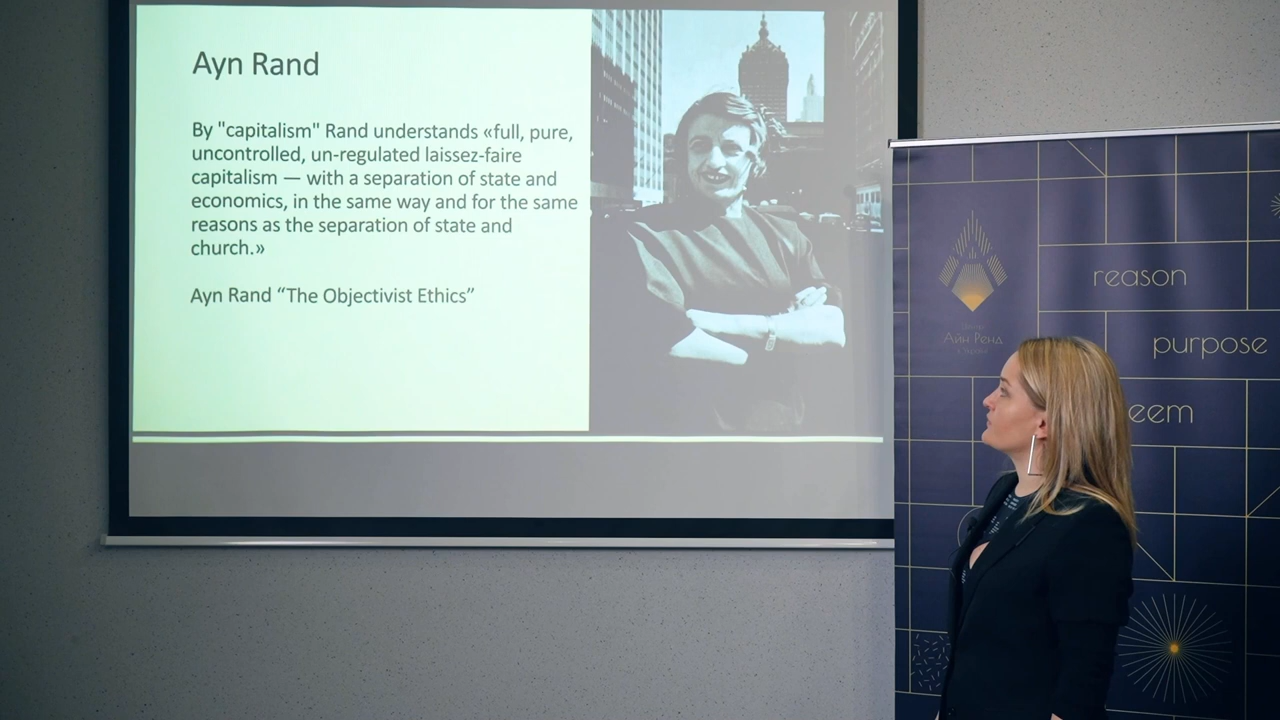 Ayn Rand
By "capitalism" Rand understands «full, pure,
uncontrolled, un-regulated laissez-faire
capitalism — with a separation of state and
economics, in the same way and for the same
reasons as the separation of state and
church.»
Ayn Rand “The Objectivist Ethics”
reason
Айн Ренд
purpose
eem